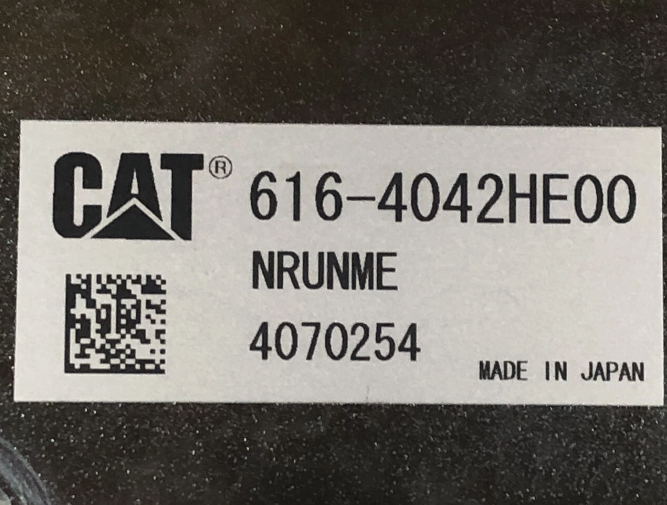 CAT® 616-4042HE00
NRUNME
4070254
MADE IN JAPAN